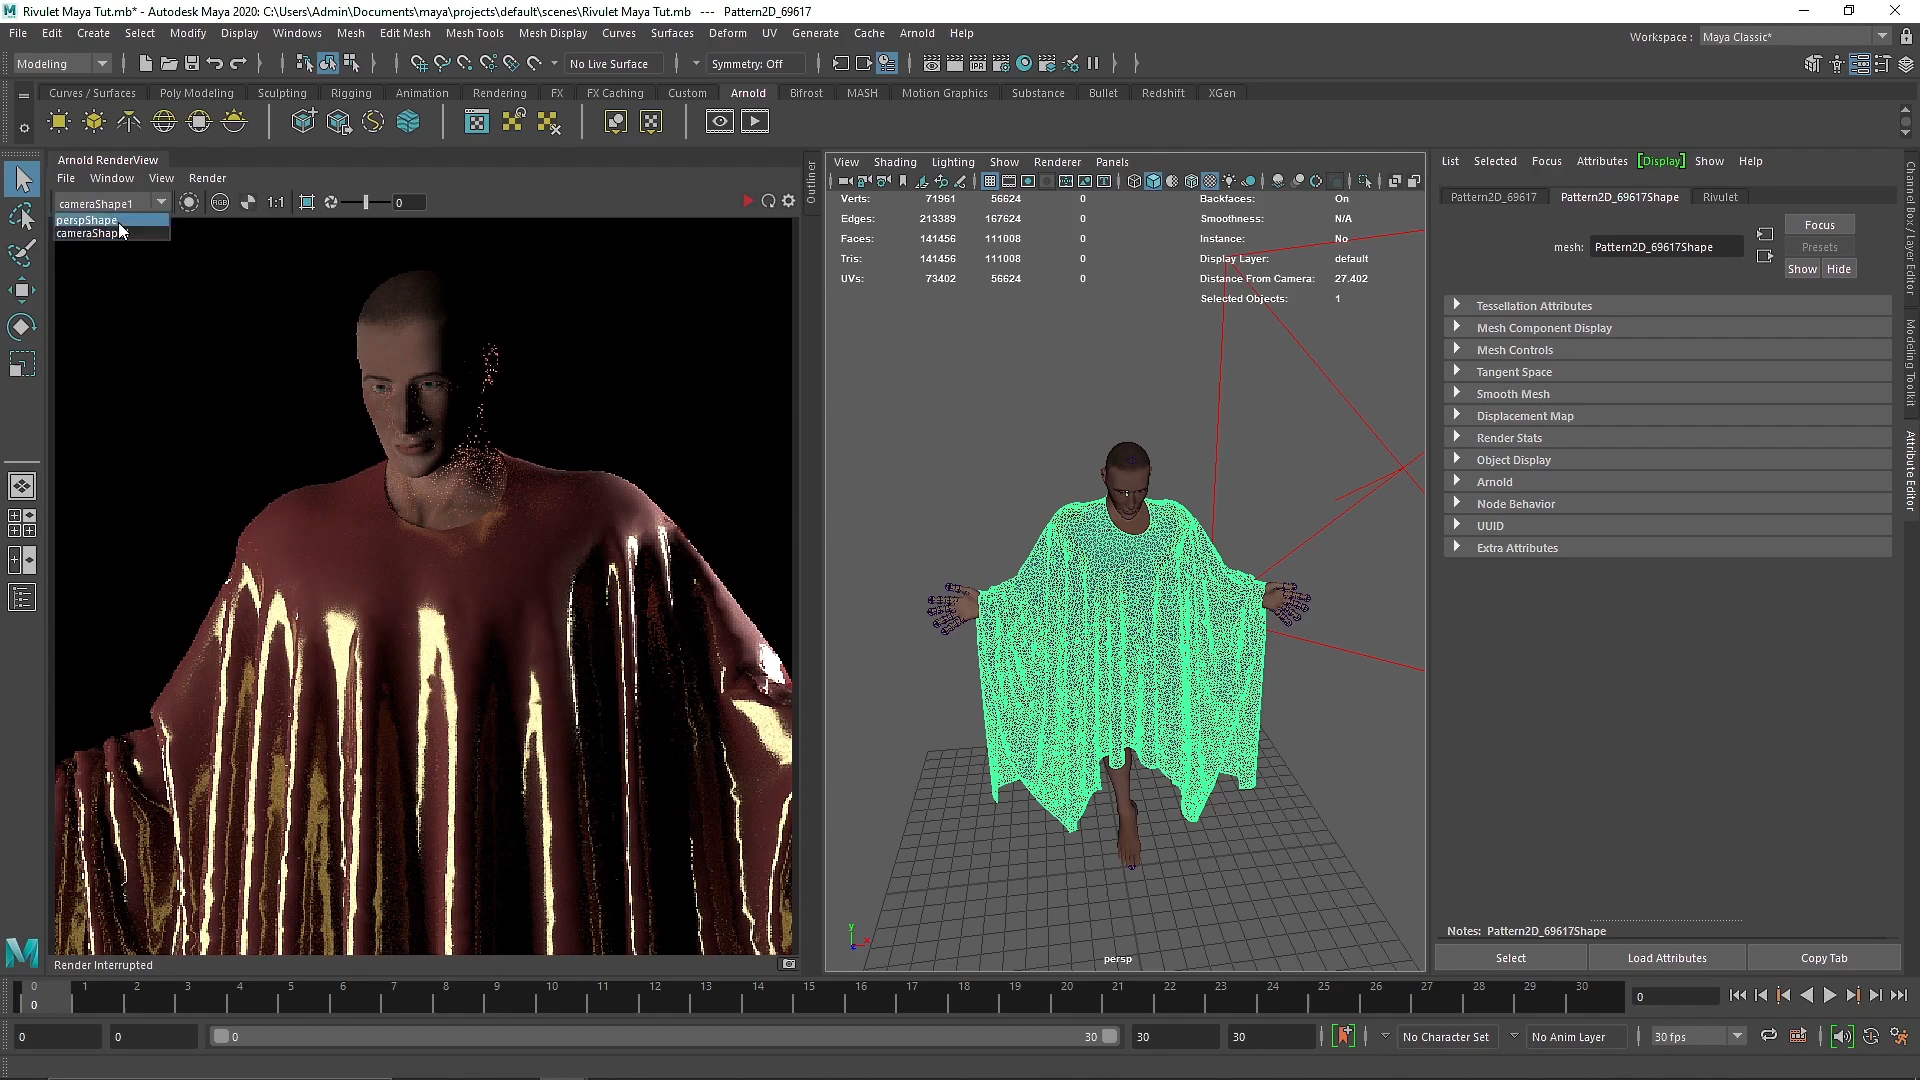 Rivulet Maya Tut.mb* - Autodesk Maya 2020: C:\Users\Admin\Documents\maya\projects\default\scenes\Rivulet Maya Tut.mb --- Pattern2D_69617
File Edit Create Select Modify Display Windows Mesh Edit Mesh Mesh Tools Mesh Display Curves Surfaces Deform UV Generate Cache Arnold Help
Workspace : Maya Classic*
Modeling
No Live Surface
Symmetry: Off
Curves / Surfaces Poly Modeling Sculpting Rigging Animation Rendering FX FX Caching Custom Arnold Bifrost MASH Motion Graphics Substance Bullet Redshift XGen
Arnold RenderView
File Window View Render
cameraShape1
1:1
0
perspShape
cameraShape
Render Interrupted
Outliner
View Shading Lighting Show Renderer Panels
Verts: 71961 56624 0
Edges: 213389 167624 0
Faces: 141456 111008 0
Tris: 141456 111008 0
UVs: 73402 56624 0
Backfaces: On
Smoothness: N/A
Instance: No
Display Layer: default
Distance From Camera: 27.402
Selected Objects: 1
y
x
persp
List Selected Focus Attributes [Display] Show Help
Pattern2D_69617 Pattern2D_69617Shape Rivulet
mesh: Pattern2D_69617Shape
Focus
Presets
Show Hide
Tessellation Attributes
Mesh Component Display
Mesh Controls
Tangent Space
Smooth Mesh
Displacement Map
Render Stats
Object Display
Arnold
Node Behavior
UUID
Extra Attributes
Notes: Pattern2D_69617Shape
Select Load Attributes Copy Tab
Channel Box / Layer Editor
Modeling Toolkit
Attribute Editor
0 1 2 3 4 5 6 7 8 9 10 11 12 13 14 15 16 17 18 19 20 21 22 23 24 25 26 27 28 29 30
0
0
0 0 0 30 30 30
No Character Set
No Anim Layer
30 fps